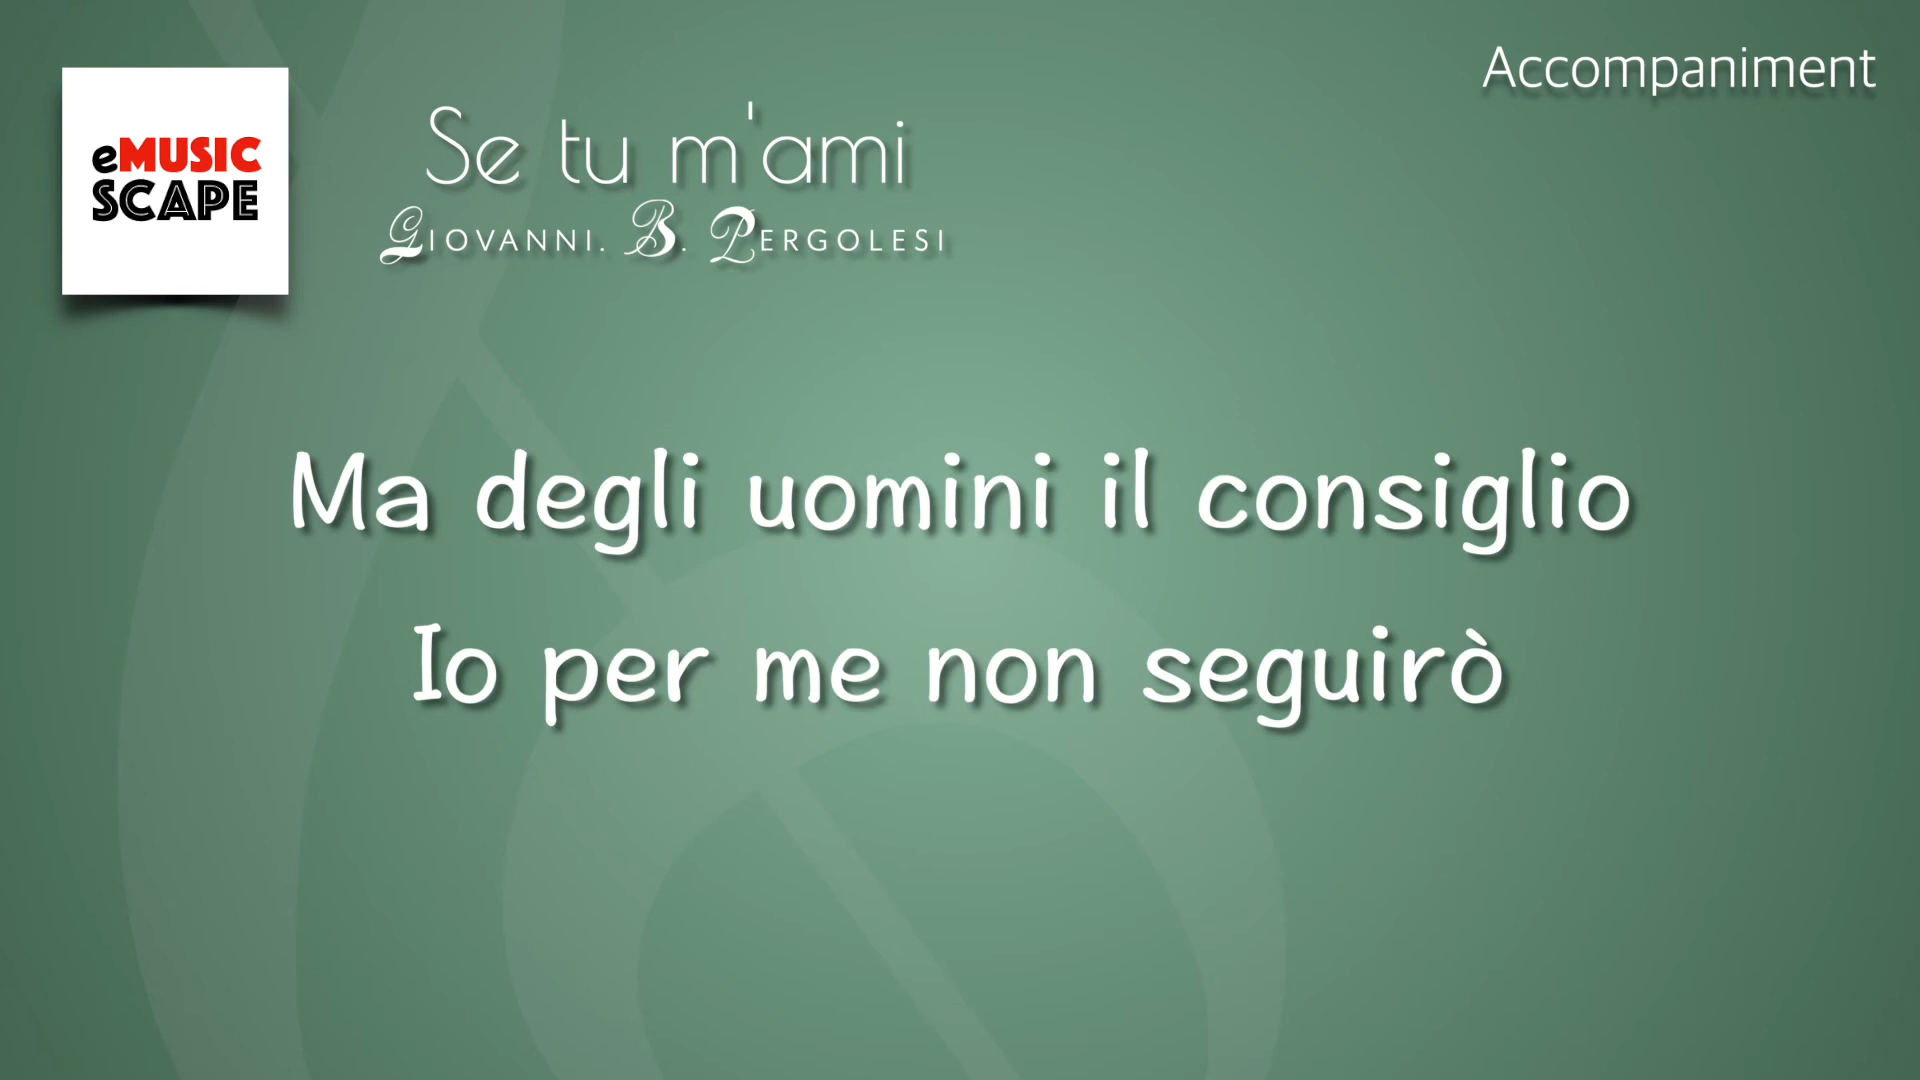 Accompaniment
eMUSIC
SCAPE
Se tu m'ami
GIOVANNI. B. PERGOLESI
Ma degli uomini il consiglio
Io per me non seguirò